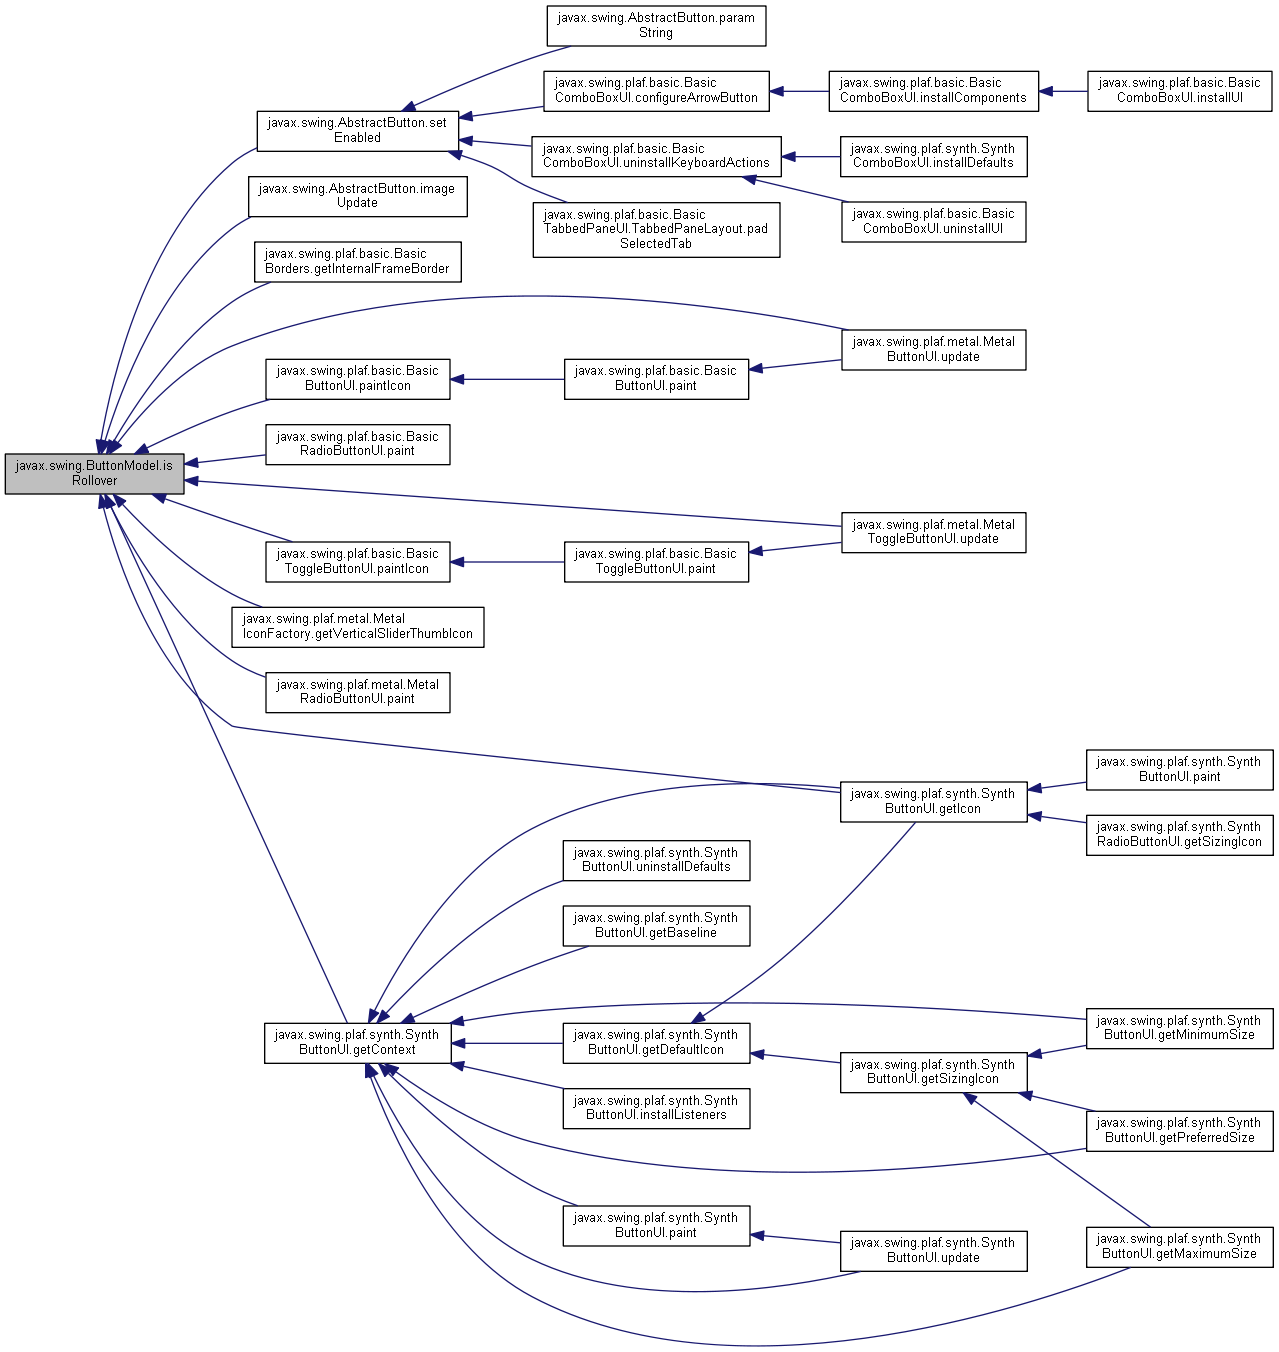 javax.swing.AbstractButton.param
String
javax.swing.plaf.basic.Basic
ComboBoxUI.configureArrowButton
javax.swing.plaf.basic.Basic
ComboBoxUI.installComponents
javax.swing.plaf.basic.Basic
ComboBoxUI.installUI
javax.swing.AbstractButton.set
Enabled
javax.swing.plaf.basic.Basic
ComboBoxUI.uninstallKeyboardActions
javax.swing.plaf.synth.Synth
ComboBoxUI.installDefaults
javax.swing.AbstractButton.image
Update
javax.swing.plaf.basic.Basic
TabbedPaneUI.TabbedPaneLayout.pad
SelectedTab
javax.swing.plaf.basic.Basic
ComboBoxUI.uninstallUI
javax.swing.plaf.basic.Basic
Borders.getInternalFrameBorder
javax.swing.plaf.metal.Metal
ButtonUI.update
javax.swing.plaf.basic.Basic
ButtonUI.paintIcon
javax.swing.plaf.basic.Basic
ButtonUI.paint
javax.swing.plaf.basic.Basic
RadioButtonUI.paint
javax.swing.ButtonModel.is
Rollover
javax.swing.plaf.metal.Metal
ToggleButtonUI.update
javax.swing.plaf.basic.Basic
ToggleButtonUI.paintIcon
javax.swing.plaf.basic.Basic
ToggleButtonUI.paint
javax.swing.plaf.metal.Metal
IconFactory.getVerticalSliderThumbIcon
javax.swing.plaf.metal.Metal
RadioButtonUI.paint
javax.swing.plaf.synth.Synth
ButtonUI.paint
javax.swing.plaf.synth.Synth
ButtonUI.getIcon
javax.swing.plaf.synth.Synth
RadioButtonUI.getSizingIcon
javax.swing.plaf.synth.Synth
ButtonUI.uninstallDefaults
javax.swing.plaf.synth.Synth
ButtonUI.getBaseline
javax.swing.plaf.synth.Synth
ButtonUI.getMinimumSize
javax.swing.plaf.synth.Synth
ButtonUI.getContext
javax.swing.plaf.synth.Synth
ButtonUI.getDefaultIcon
javax.swing.plaf.synth.Synth
ButtonUI.getSizingIcon
javax.swing.plaf.synth.Synth
ButtonUI.installListeners
javax.swing.plaf.synth.Synth
ButtonUI.getPreferredSize
javax.swing.plaf.synth.Synth
ButtonUI.paint
javax.swing.plaf.synth.Synth
ButtonUI.update
javax.swing.plaf.synth.Synth
ButtonUI.getMaximumSize